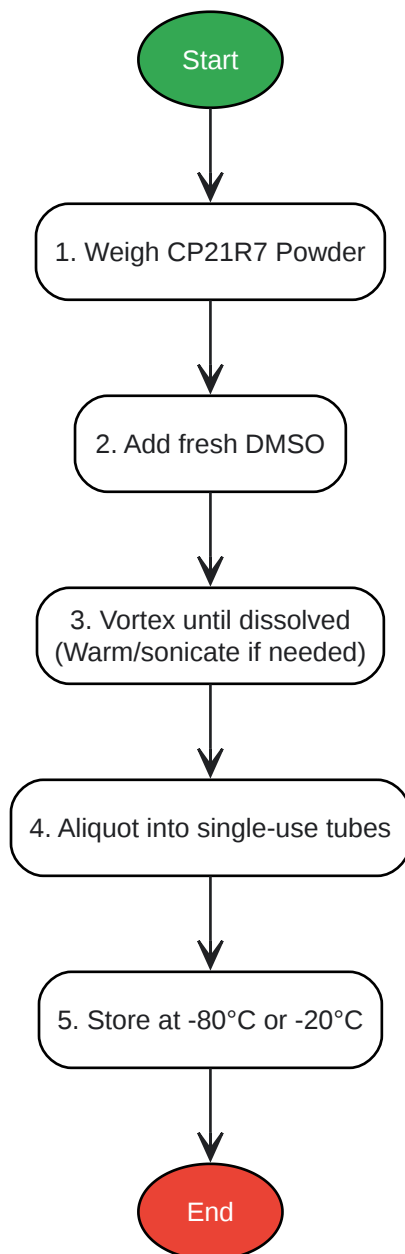 Start
1. Weigh CP21R7 Powder
2. Add fresh DMSO
3. Vortex until dissolved
(Warm/sonicate if needed)
4. Aliquot into single-use tubes
5. Store at -80°C or -20°C
End